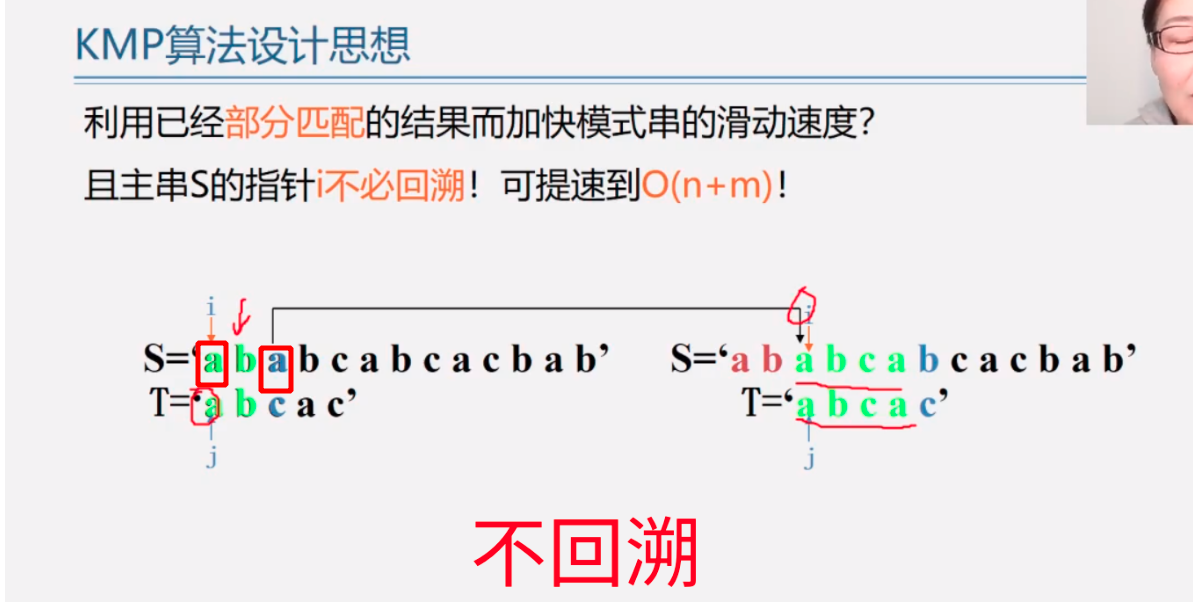 KMP算法设计思想
利用已经部分匹配的结果而加快模式串的滑动速度？
且主串S的指针i不必回溯！可提速到O(n+m)！
i
i
S=‘a b a b c a b c a c b a b’
S=‘a b a b c a b c a c b a b’
T=‘a b c a c’
T=‘a b c a c’
j
j
不回溯